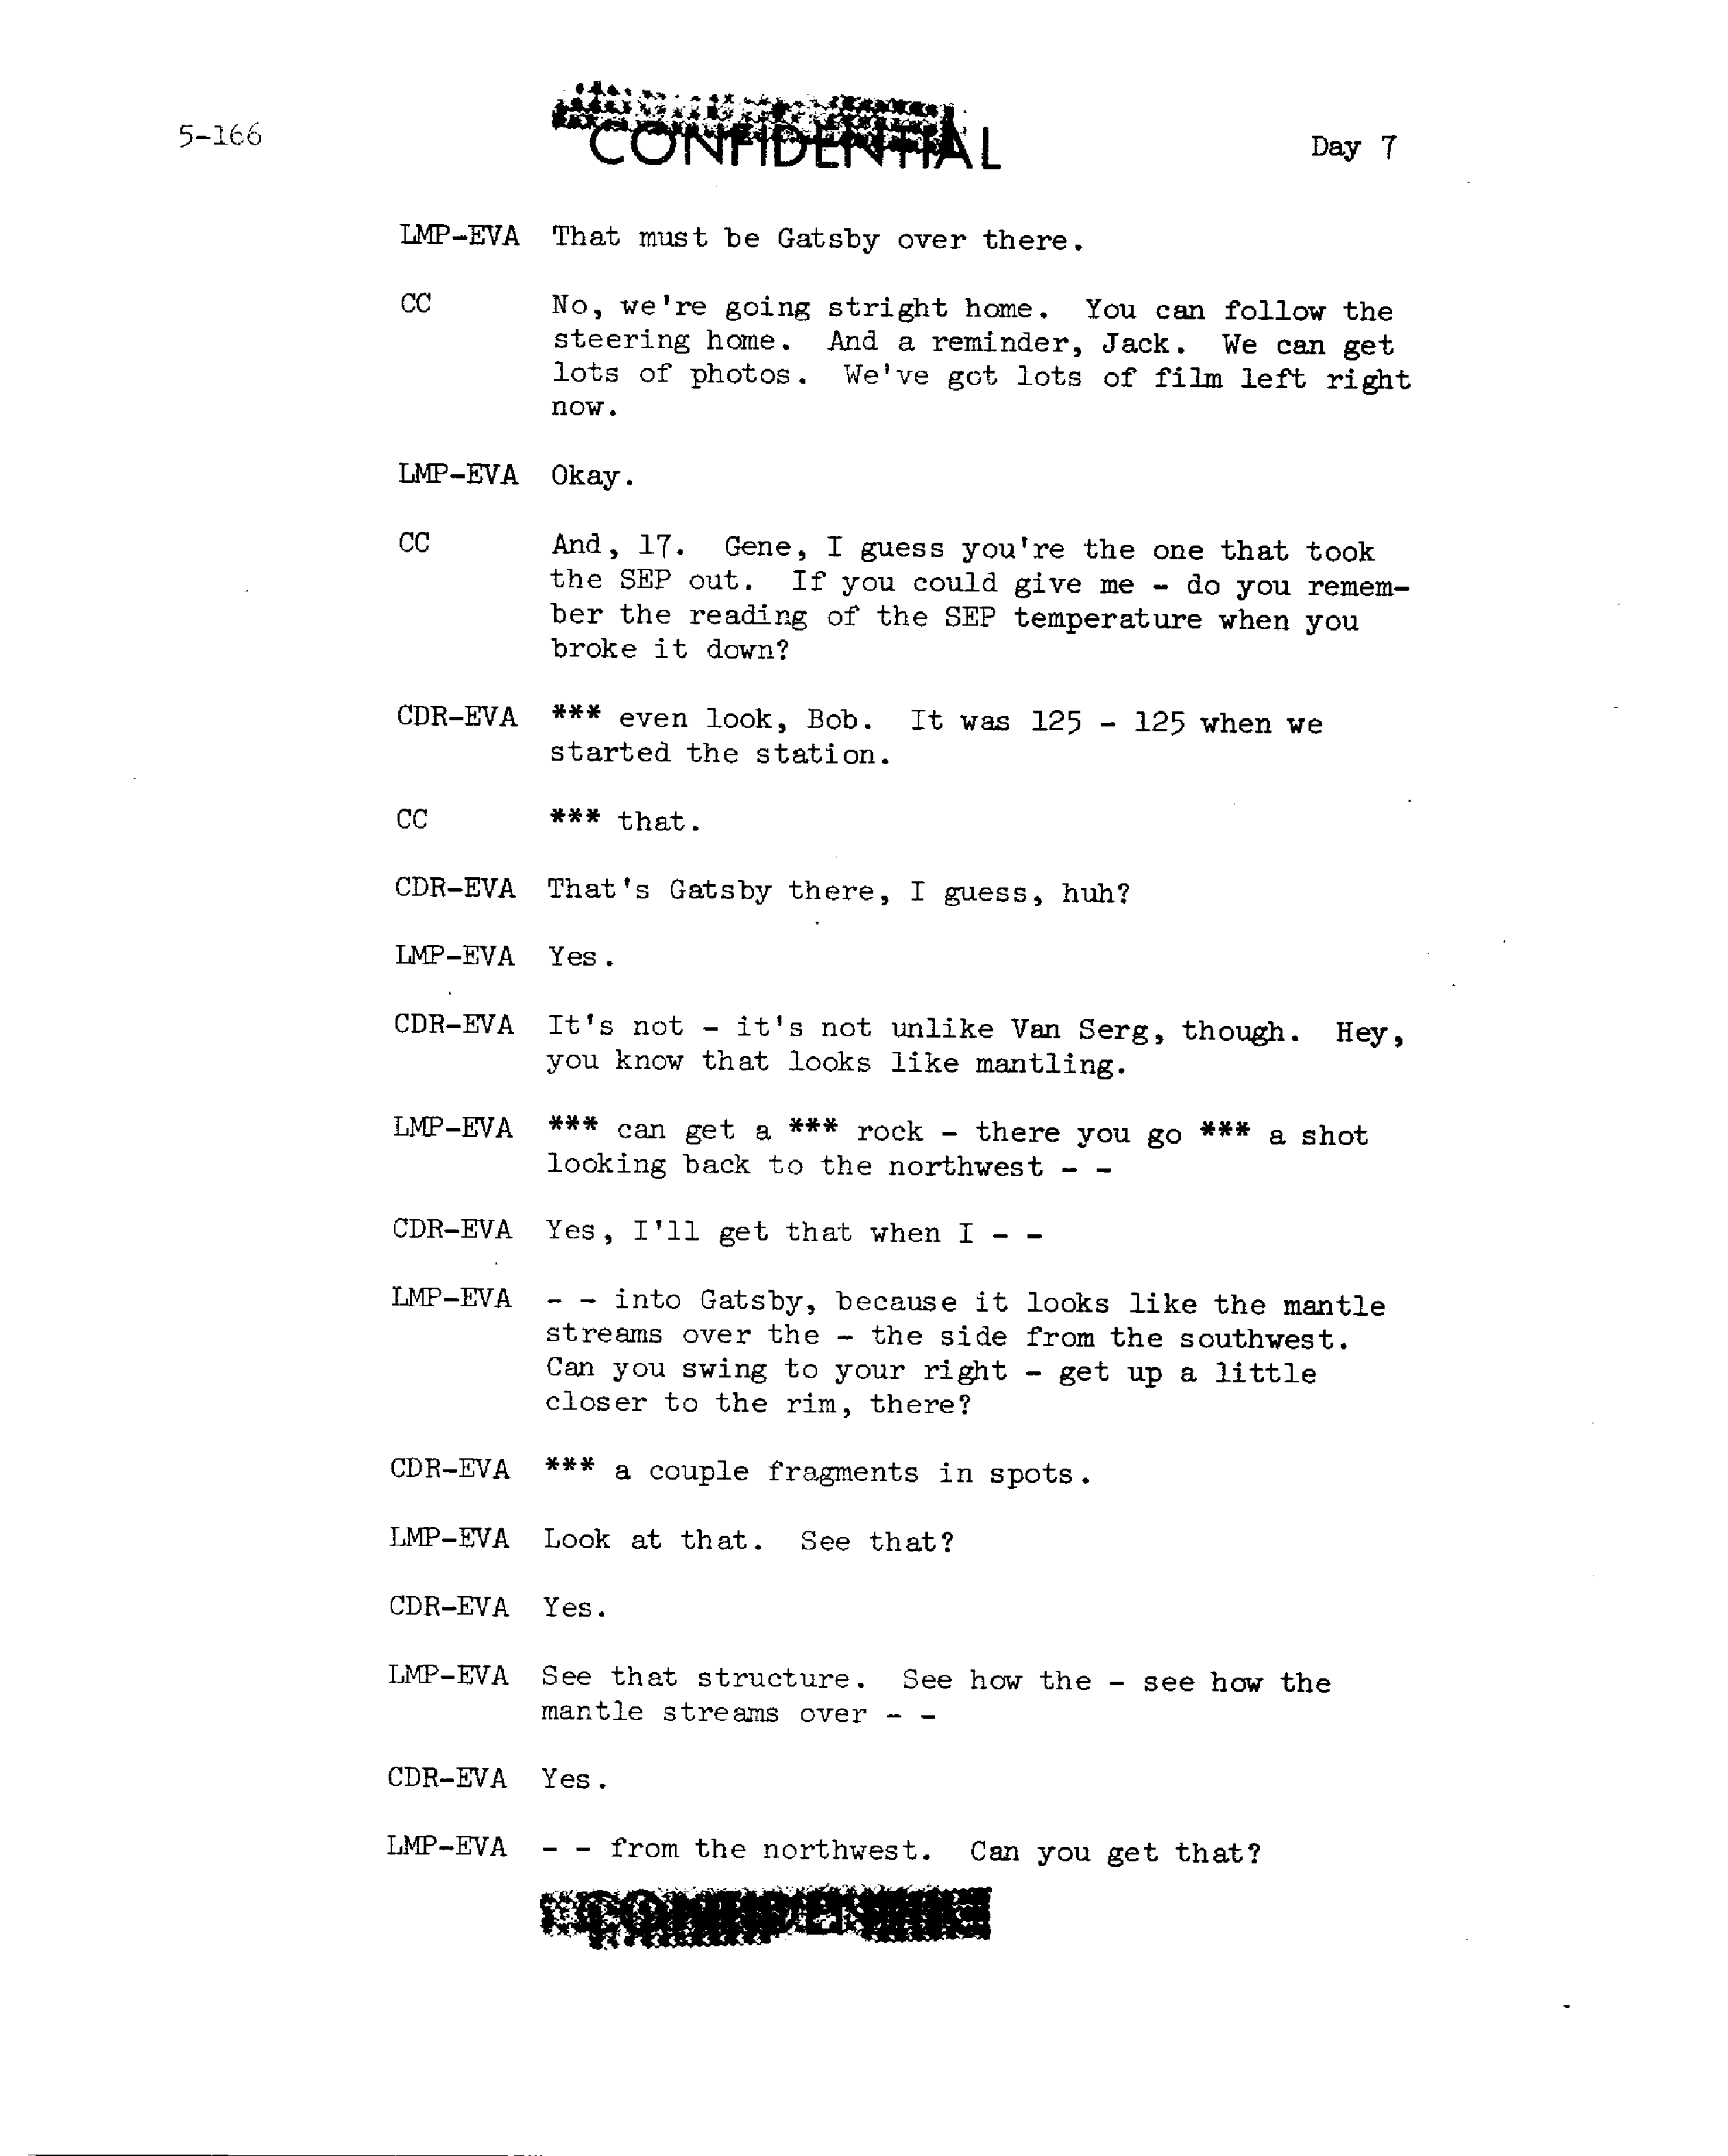 5-166
CONFIDENTIAL
Day 7
LMP-EVA That must be Gatsby over there.
CC No, we're going stright home. You can follow the
steering home. And a reminder, Jack. We can get
lots of photos. We've got lots of film left right
now.
LMP-EVA Okay.
CC And, 17. Gene, I guess you're the one that took
the SEP out. If you could give me - do you remem-
ber the reading of the SEP temperature when you
broke it down?
CDR-EVA *** even look, Bob. It was 125 - 125 when we
started the station.
CC *** that.
CDR-EVA That's Gatsby there, I guess, huh?
LMP-EVA Yes.
CDR-EVA It's not - it's not unlike Van Serg, though. Hey,
you know that looks like mantling.
LMP-EVA *** can get a *** rock - there you go *** a shot
looking back to the northwest - -
CDR-EVA Yes, I'll get that when I - -
LMP-EVA - - into Gatsby, because it looks like the mantle
streams over the - the side from the southwest.
Can you swing to your right - get up a little
closer to the rim, there?
CDR-EVA *** a couple fragments in spots.
LMP-EVA Look at that. See that?
CDR-EVA Yes.
LMP-EVA See that structure. See how the - see how the
mantle streams over - -
CDR-EVA Yes.
LMP-EVA - - from the northwest. Can you get that?